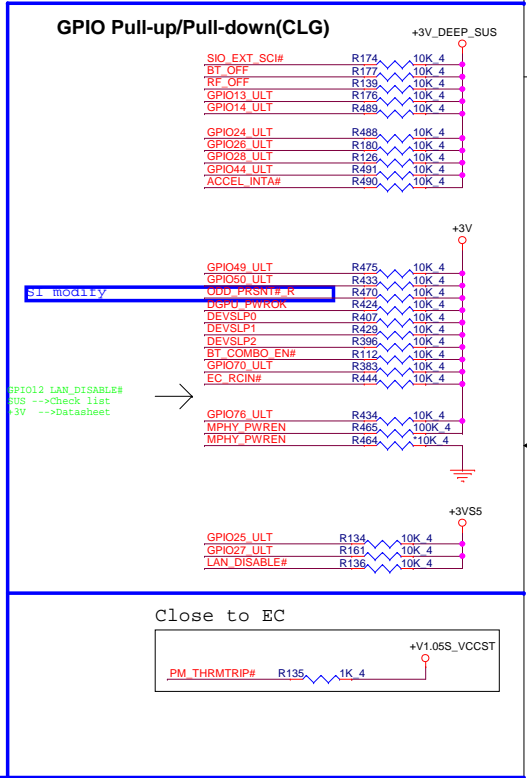 GPIO Pull-up/Pull-down(CLG)
+3V_DEEP_SUS
SIO_EXT_SCI# R174 10K_4
BT_OFF R177 10K_4
RF_OFF R139 10K_4
GPIO13_ULT R176 10K_4
GPIO14_ULT R489 10K_4
GPIO24_ULT R488 10K_4
GPIO26_ULT R180 10K_4
GPIO28_ULT R126 10K_4
GPIO44_ULT R491 10K_4
ACCEL_INTA# R490 10K_4
+3V
GPIO49_ULT R475 10K_4
GPIO50_ULT R433 10K_4
S1 modify
ODD_PRSNT#_R R470 10K_4
DGPU_PWROK R424 10K_4
DEVSLP0 R407 10K_4
DEVSLP1 R429 10K_4
DEVSLP2 R396 10K_4
BT_COMBO_EN# R112 10K_4
GPIO70_ULT R383 10K_4
EC_RCIN# R444 10K_4
GPIO12 LAN_DISABLE#
SUS -->Check list
+3V -->Datasheet
GPIO76_ULT R434 10K_4
MPHY_PWREN R465 100K_4
MPHY_PWREN R464 *10K_4
+3VS5
GPIO25_ULT R134 10K_4
GPIO27_ULT R161 10K_4
LAN_DISABLE# R136 10K_4
Close to EC
+V1.05S_VCCST
PM_THRMTRIP# R135 1K_4